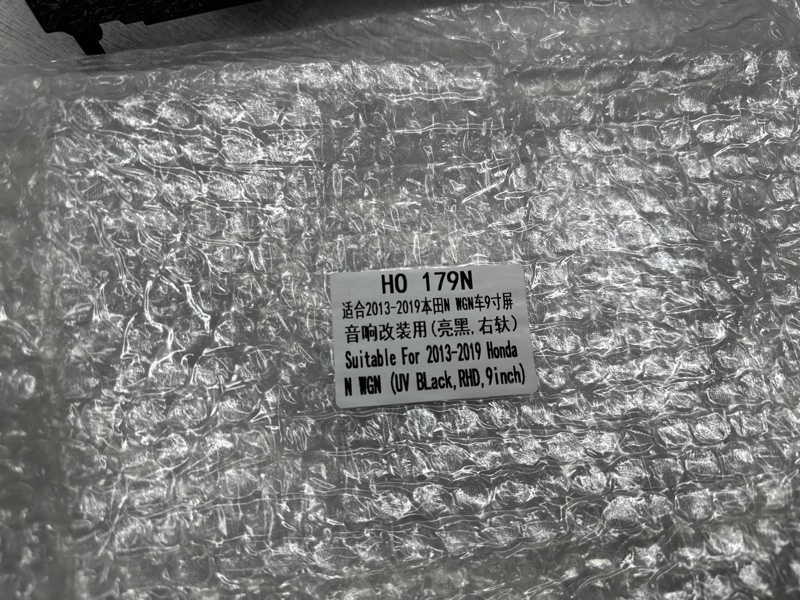 HO 179N
适合2013-2019本田N WGN车9寸屏
音响改装用(亮黑,右钛)
Suitable For 2013-2019 Honda
N WGN (UV BLack,RHD,9inch)